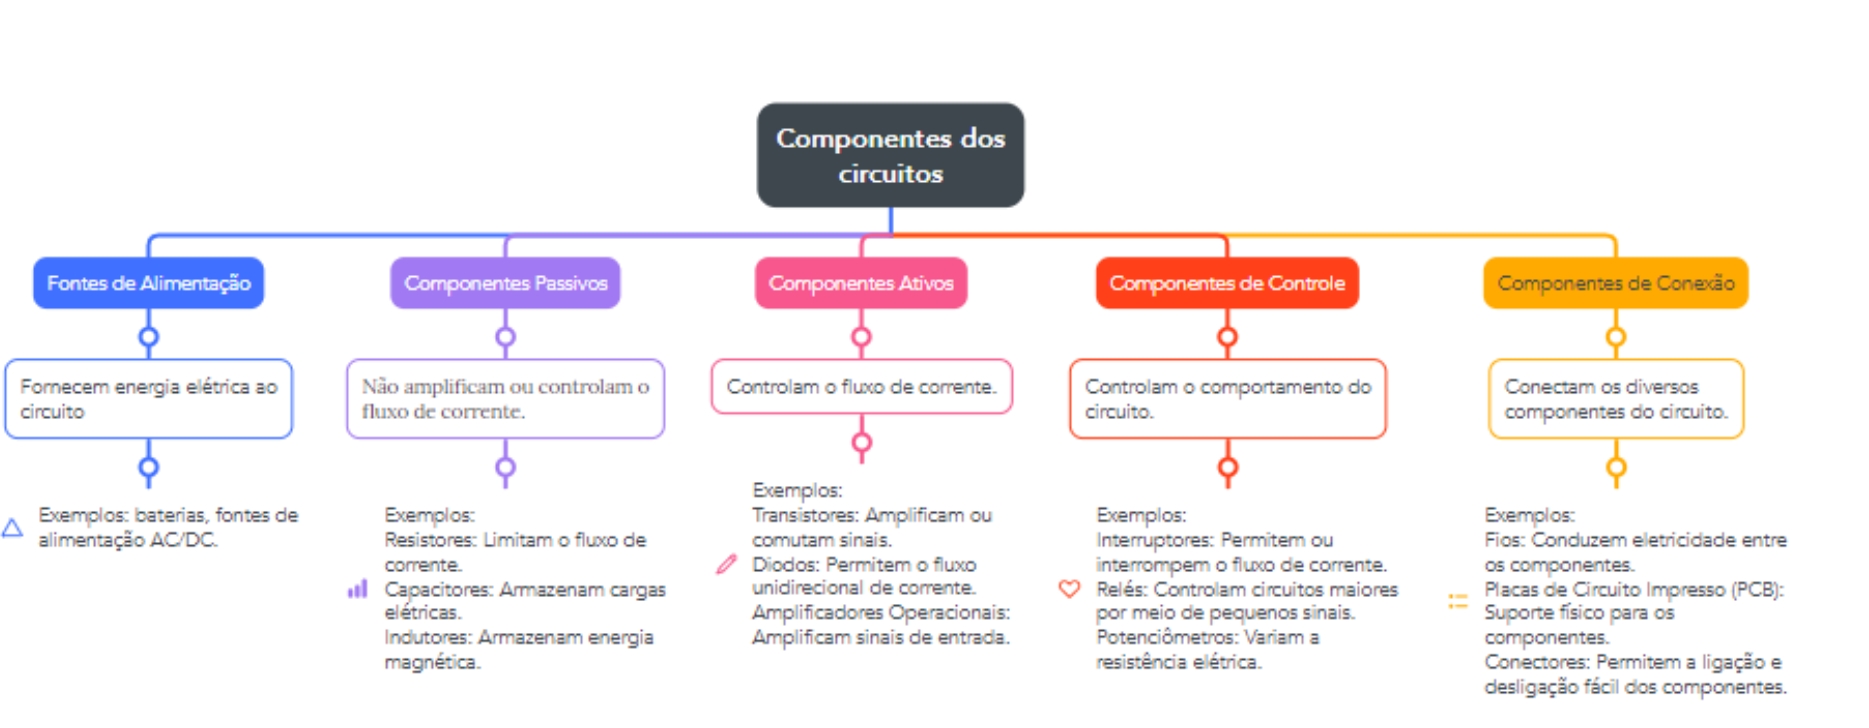 Componentes dos
circuitos
Fontes de Alimentação
Fornecem energia elétrica ao
circuito
Exemplos: baterias, fontes de
alimentação AC/DC.
Componentes Passivos
Não amplificam ou controlam o
fluxo de corrente.
Exemplos:
Resistores: Limitam o fluxo de
corrente.
Capacitores: Armazenam cargas
elétricas.
Indutores: Armazenam energia
magnética.
Componentes Ativos
Controlam o fluxo de corrente.
Exemplos:
Transistores: Amplificam ou
comutam sinais.
Diodos: Permitem o fluxo
unidirecional de corrente.
Amplificadores Operacionais:
Amplificam sinais de entrada.
Componentes de Controle
Controlam o comportamento do
circuito.
Exemplos:
Interruptores: Permitem ou
interrompem o fluxo de corrente.
Relés: Controlam circuitos maiores
por meio de pequenos sinais.
Potenciômetros: Variam a
resistência elétrica.
Componentes de Conexão
Conectam os diversos
componentes do circuito.
Exemplos:
Fios: Conduzem eletricidade entre
os componentes.
Placas de Circuito Impresso (PCB):
Suporte físico para os
componentes.
Conectores: Permitem a ligação e
desligação fácil dos componentes.